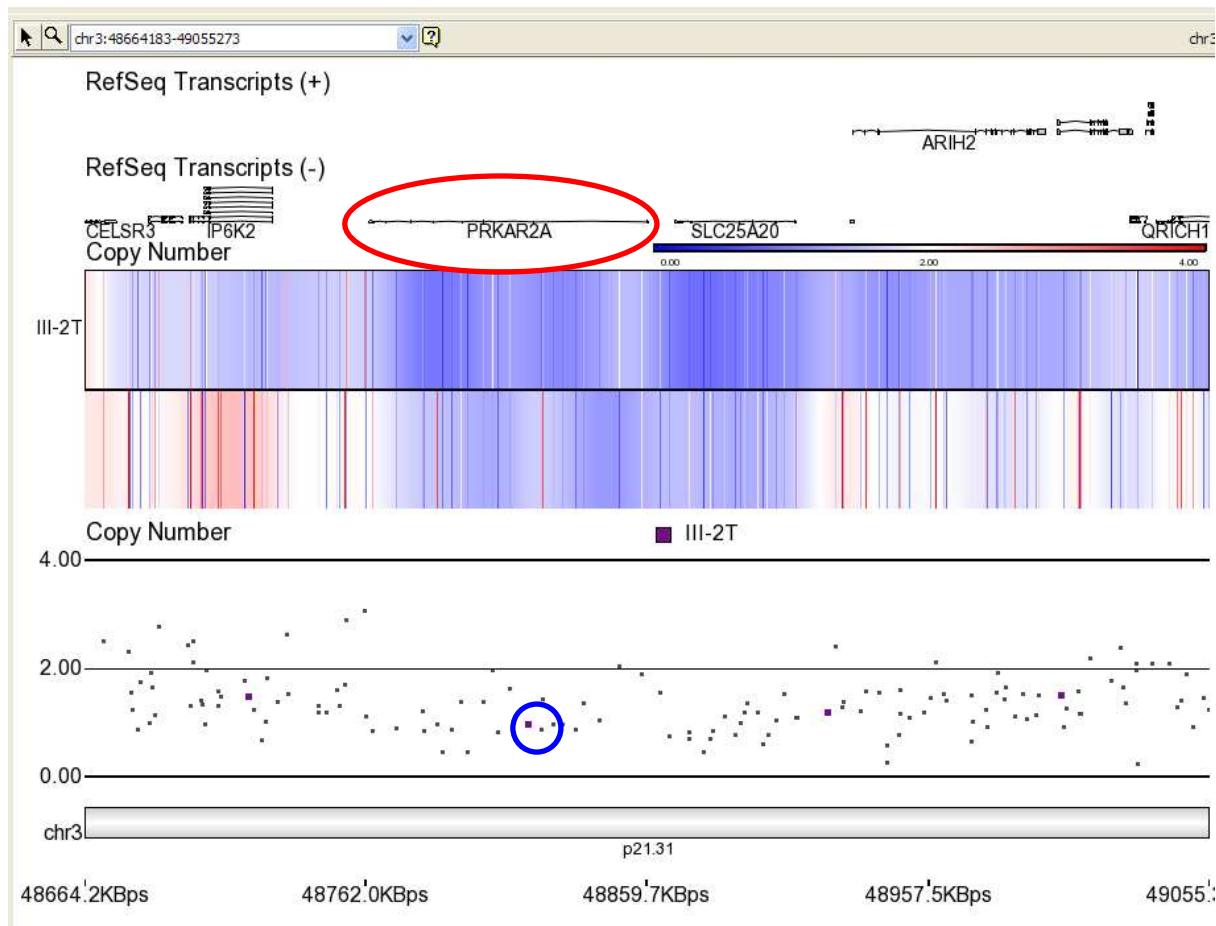 chr3:48664183-49055273 chr3
RefSeq Transcripts (+)
ARIH2
RefSeq Transcripts (-)
CELSR3 IP6K2 PRKAR2A SLC25A20 QRICH1
Copy Number
0.00 2.00 4.00
III-2T
Copy Number III-2T
4.00
2.00
0.00
chr3
p21.31
48664.2KBps 48762.0KBps 48859.7KBps 48957.5KBps 49055.3